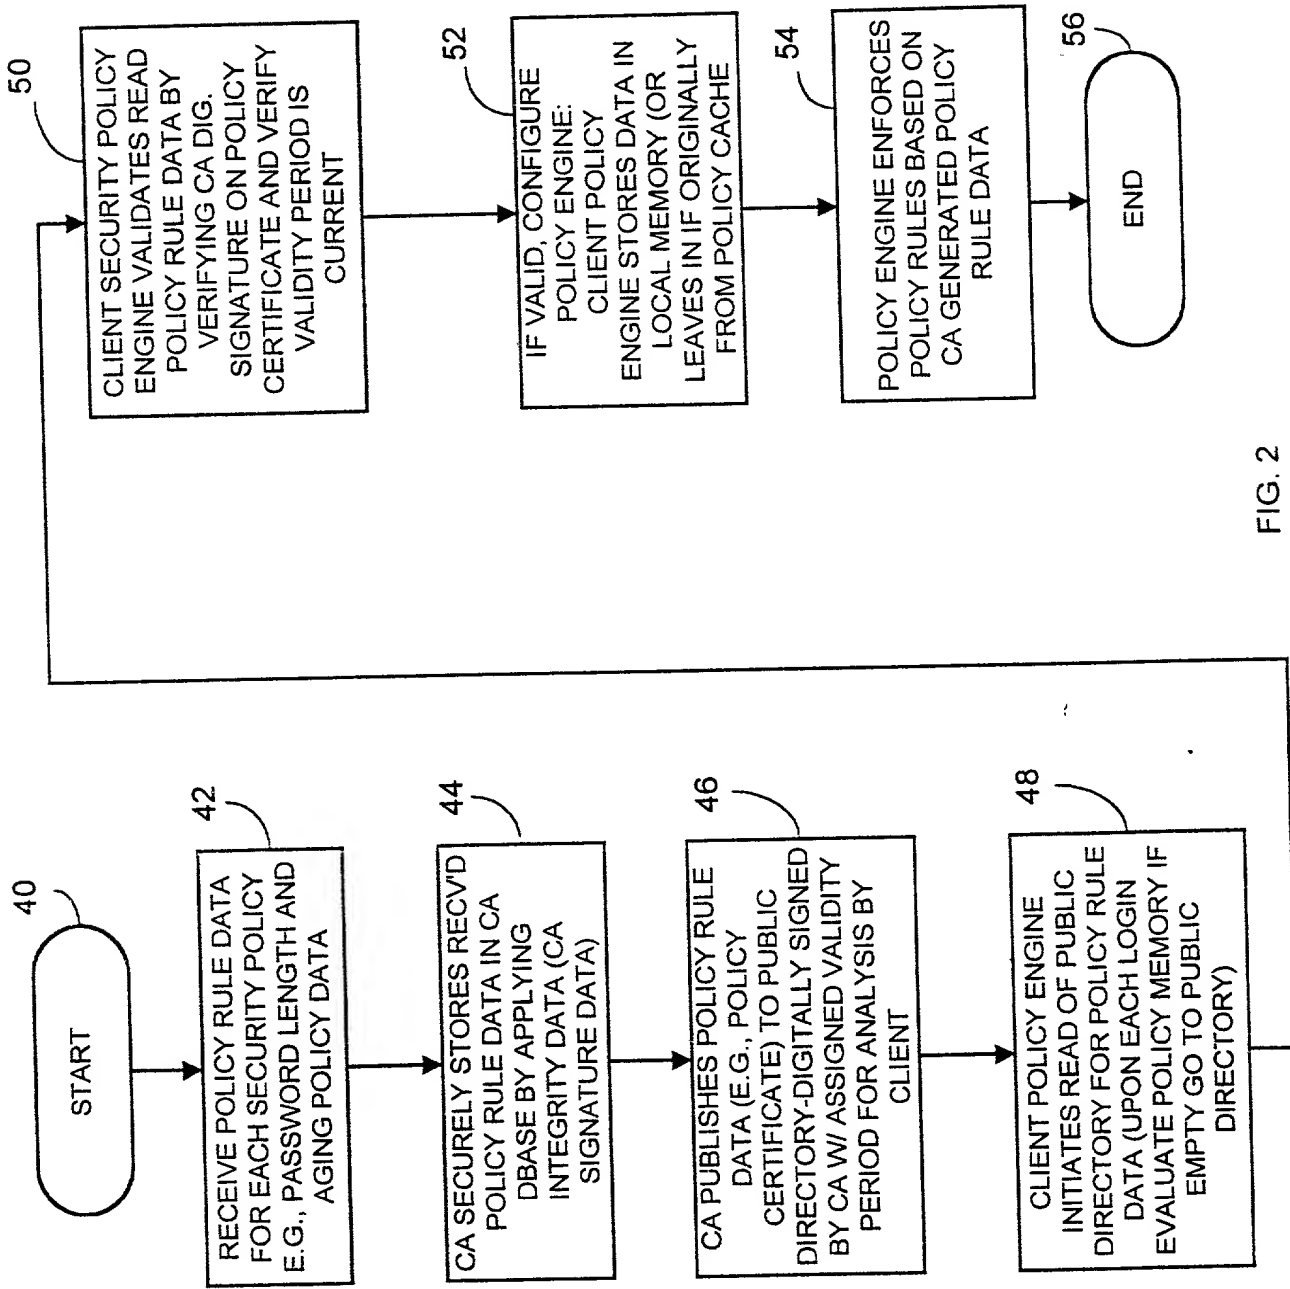 40
START
42
RECEIVE POLICY RULE DATA
FOR EACH SECURITY POLICY
E.G., PASSWORD LENGTH AND
AGING POLICY DATA
44
CA SECURELY STORES RECV'D
POLICY RULE DATA IN CA
DBASE BY APPLYING
INTEGRITY DATA (CA
SIGNATURE DATA)
46
CA PUBLISHES POLICY RULE
DATA (E.G., POLICY
CERTIFICATE) TO PUBLIC
DIRECTORY-DIGITALLY SIGNED
BY CA W/ ASSIGNED VALIDITY
PERIOD FOR ANALYSIS BY
CLIENT
48
CLIENT POLICY ENGINE
INITIATES READ OF PUBLIC
DIRECTORY FOR POLICY RULE
DATA (UPON EACH LOGIN
EVALUATE POLICY MEMORY IF
EMPTY GO TO PUBLIC
DIRECTORY)
50
CLIENT SECURITY POLICY
ENGINE VALIDATES READ
POLICY RULE DATA BY
VERIFYING CA DIG.
SIGNATURE ON POLICY
CERTIFICATE AND VERIFY
VALIDITY PERIOD IS
CURRENT
52
IF VALID, CONFIGURE
POLICY ENGINE:
CLIENT POLICY
ENGINE STORES DATA IN
LOCAL MEMORY (OR
LEAVES IN IF ORIGINALLY
FROM POLICY CACHE
54
POLICY ENGINE ENFORCES
POLICY RULES BASED ON
CA GENERATED POLICY
RULE DATA
56
END
FIG. 2